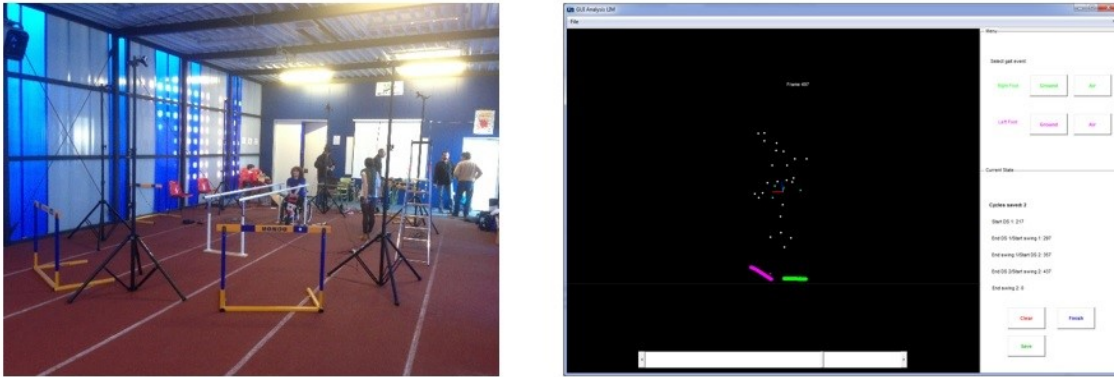 GUI Analysis IJM
File
Menu
Frame 497
Select gait event
Right Foot Ground Air
Left Foot Ground Air
Current State
Cycles saved: 2
Start DS 1: 217
End DS 1/Start swing 1: 287
End swing 1/Start DS 2: 357
End DS 2/Start swing 2: 437
End swing 2: 0
Clear Finish
Save